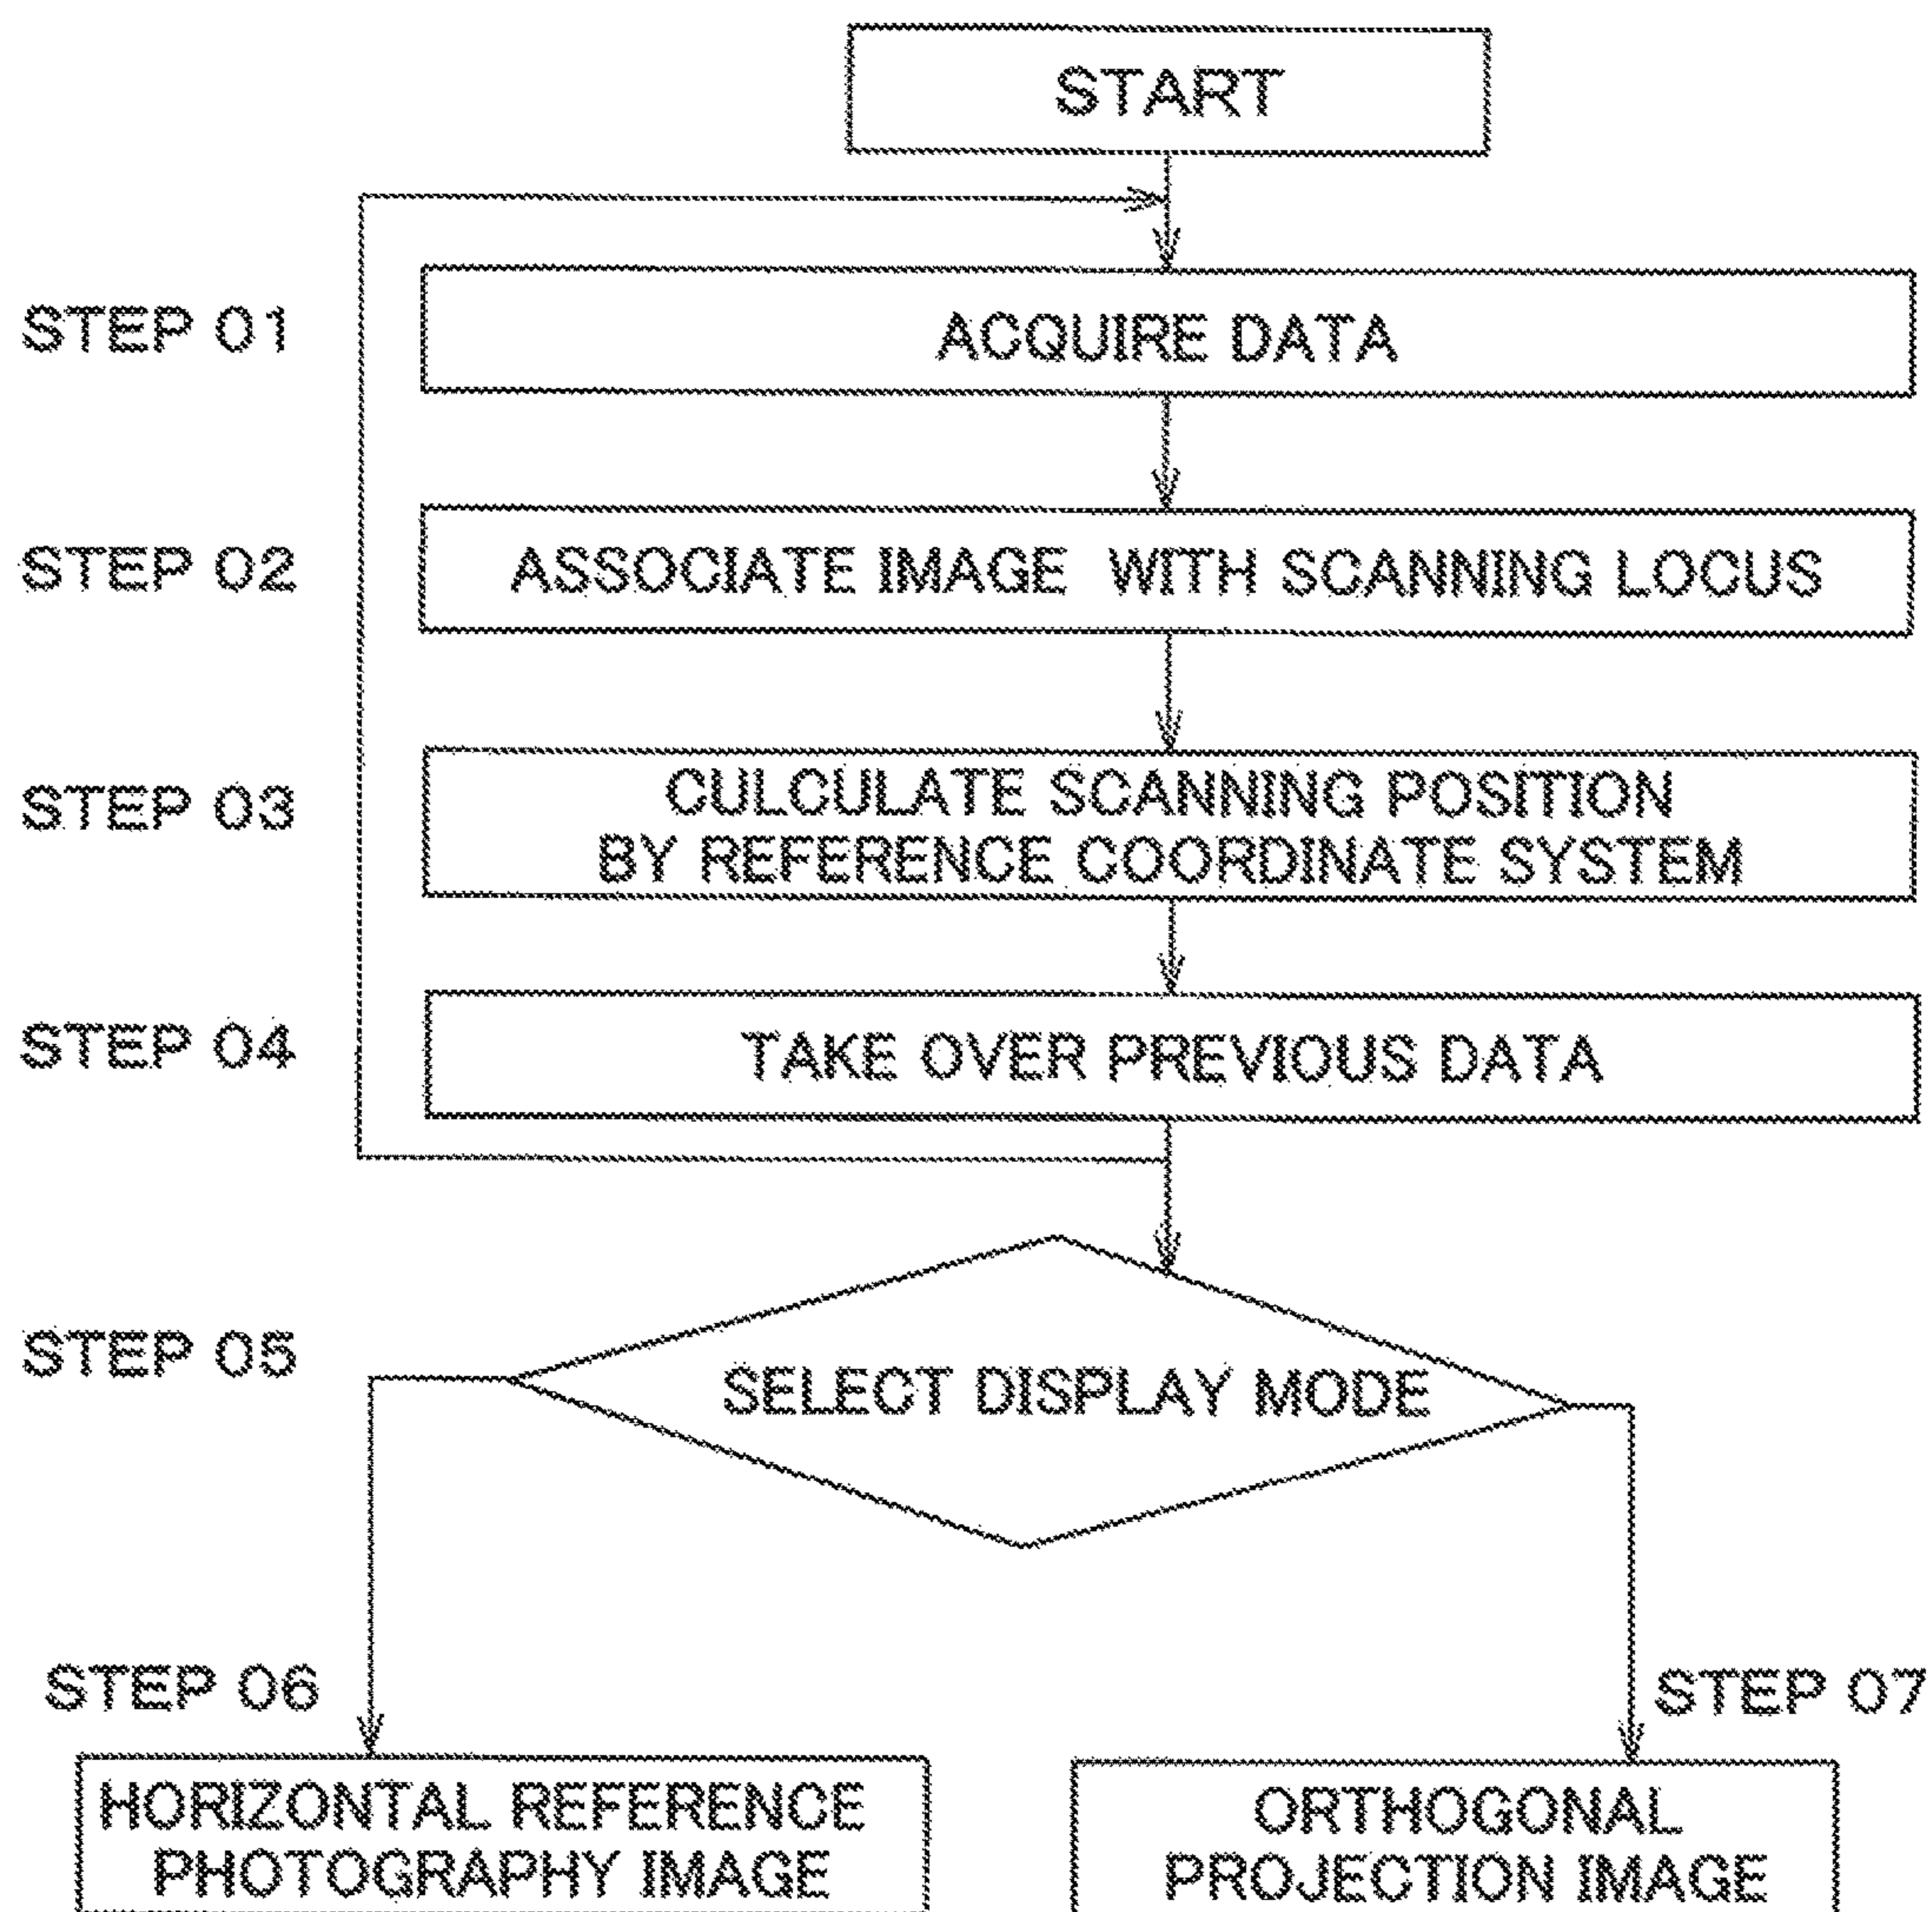 START
STEP 01
ACQUIRE DATA
STEP 02
ASSOCIATE IMAGE WITH SCANNING LOCUS
STEP 03
CULCULATE SCANNING POSITION
BY REFERENCE COORDINATE SYSTEM
STEP 04
TAKE OVER PREVIOUS DATA
STEP 05
SELECT DISPLAY MODE
STEP 06
HORIZONTAL REFERENCE
PHOTOGRAPHY IMAGE
STEP 07
ORTHOGONAL
PROJECTION IMAGE